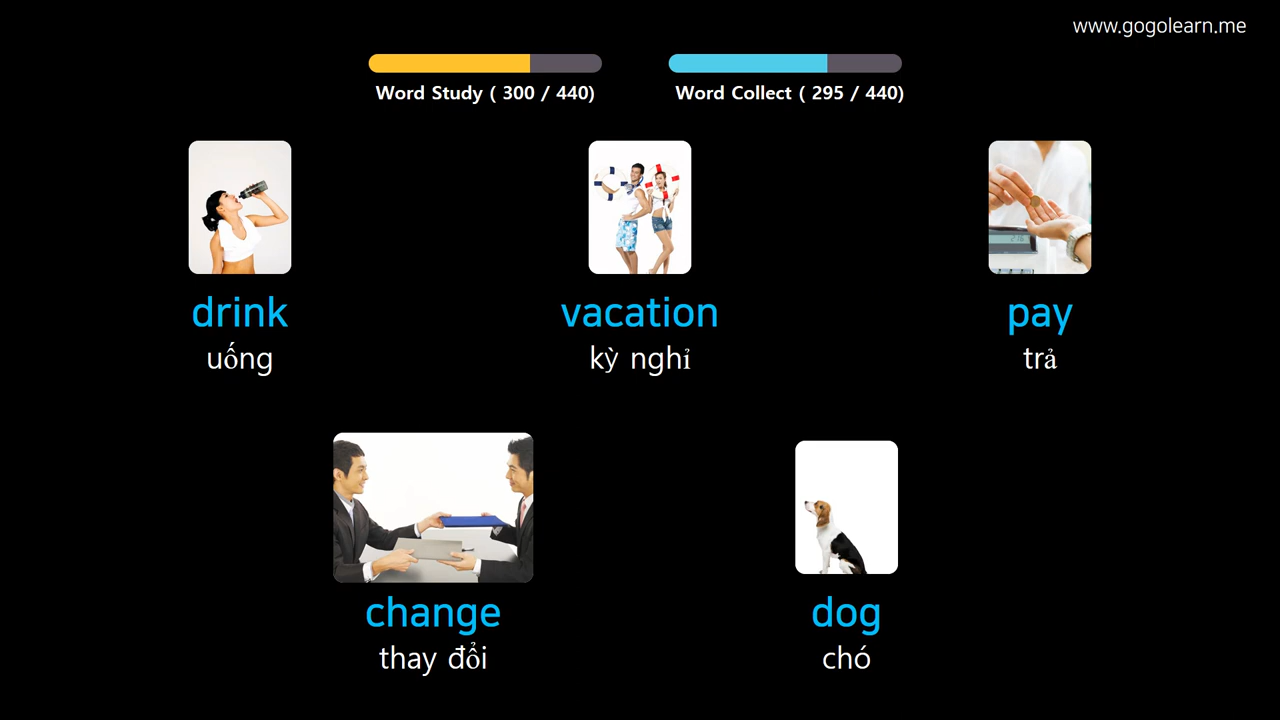 www.gogolearn.me
Word Study ( 300 / 440)
Word Collect ( 295 / 440)
drink
uống
vacation
kỳ nghỉ
pay
trả
change
thay đổi
dog
chó